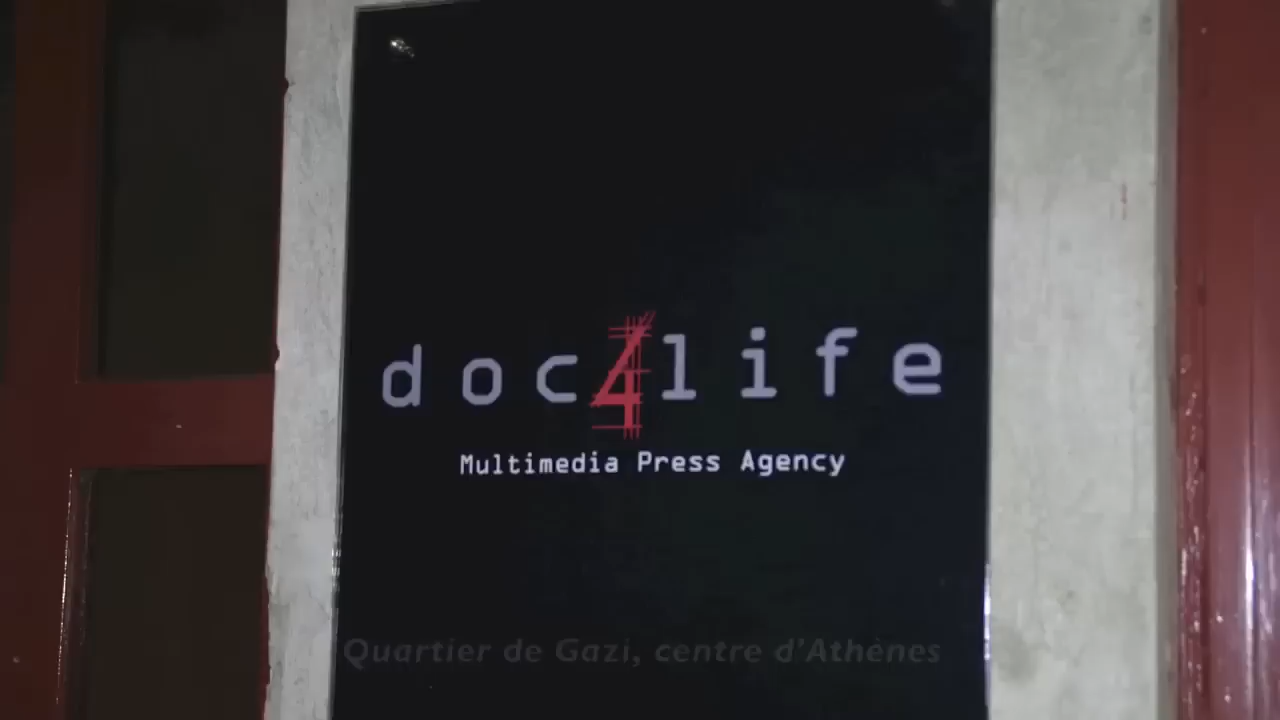 doc4life
Multimedia Press Agency
Quartier de Gazi, centre d'Athènes